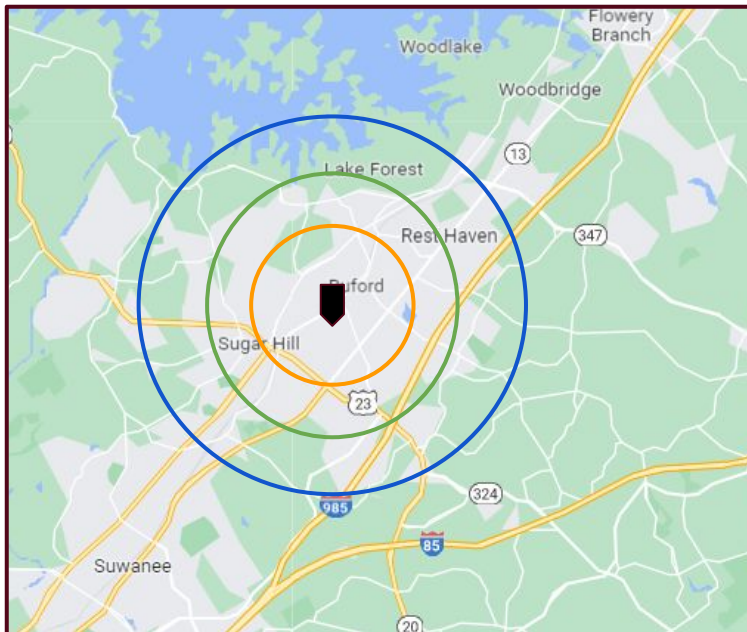 Flowery
Branch
Woodlake
Woodbridge
13
Lake Forest
Rest Haven
347
Buford
Sugar Hill
23
324
985
85
Suwanee
20